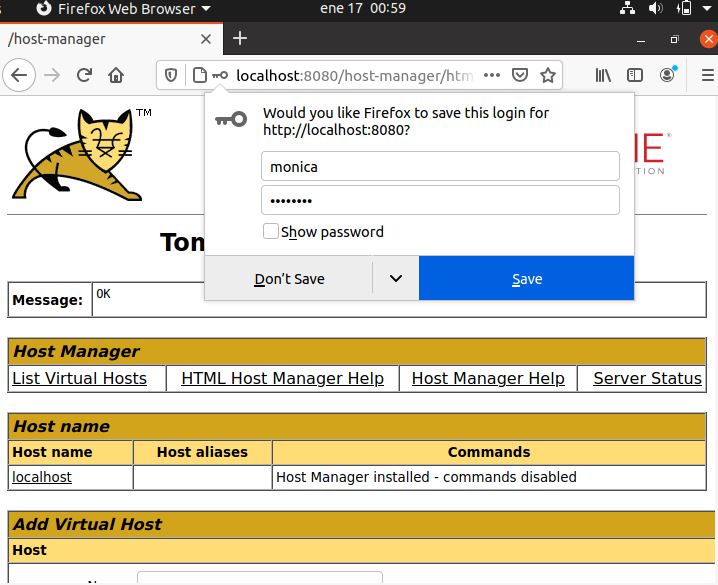 Firefox Web Browser
ene 17 00:59
/host-manager
localhost:8080/host-manager/htm
Would you like Firefox to save this login for
http://localhost:8080?
monica
••••••••
Show password
Don't Save
Save
TM
Tom
Message:
OK
Host Manager
List Virtual Hosts
HTML Host Manager Help
Host Manager Help
Server Status
Host name
Host name
Host aliases
Commands
localhost
Host Manager installed - commands disabled
Add Virtual Host
Host